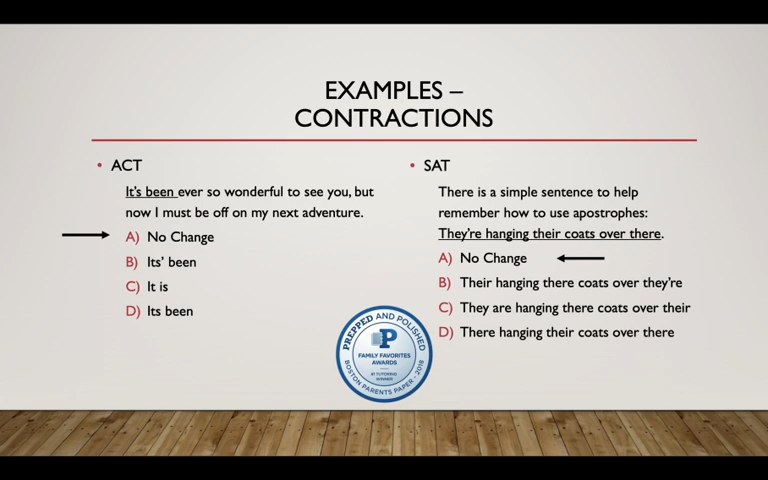 EXAMPLES –
CONTRACTIONS
• ACT
It's been ever so wonderful to see you, but
now I must be off on my next adventure.
A) No Change
B) Its' been
C) It is
D) Its been
• SAT
There is a simple sentence to help
remember how to use apostrophes:
They're hanging their coats over there.
A) No Change
B) Their hanging there coats over they're
C) They are hanging there coats over their
D) There hanging their coats over there
PREPPED AND POLISHED
P
FAMILY FAVORITES
AWARDS
#1 TUTORING
WINNER
BOSTON PARENTS PAPER - 2018